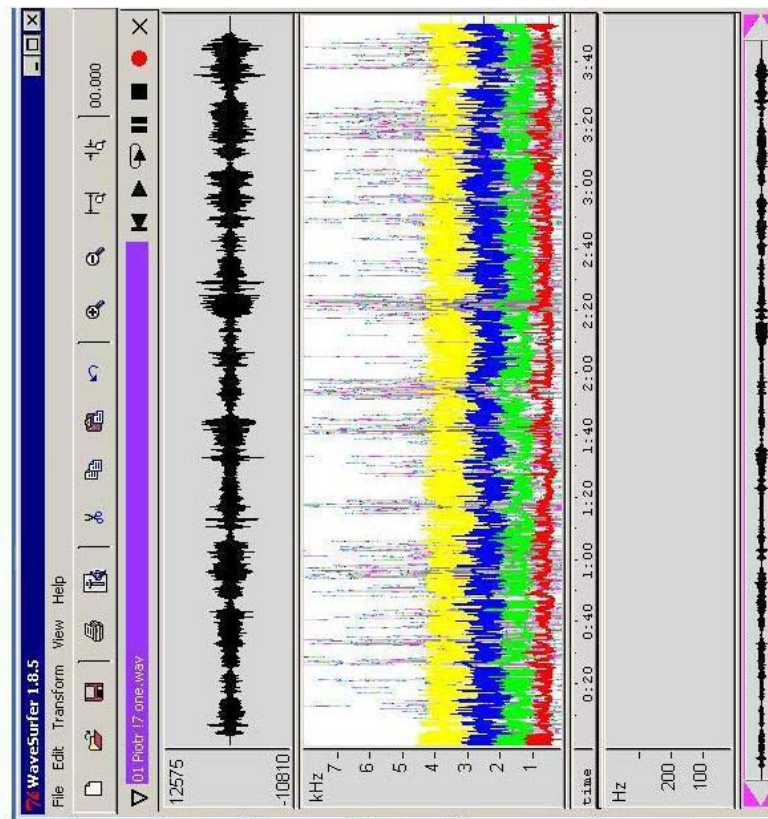 WaveSurfer 1.8.5
File Edit Transform View Help
00.000
01 Piotr !7 one.wav
12575
-10810
kHz
7
6
5
4
3
2
1
time 0:20 0:40 1:00 1:20 1:40 2:00 2:20 2:40 3:00 3:20 3:40
Hz
200
100